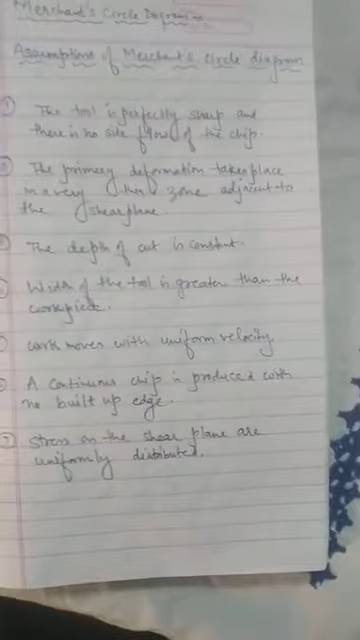 Merchant's Circle Diagram
Assumptions of Merchant's circle diagram
① The tool is perfectly sharp and
there is no side flow of the chip.
The primary deformation takes place
in a very thin zone adjacent to
the shear plane.
The depth of cut is constant.
Width of the tool is greater than the
workpiece.
work moves with uniform velocity
A continuous chip is produced with
no built up edge.
⑦ Stress on the shear plane are
uniformly distributed.